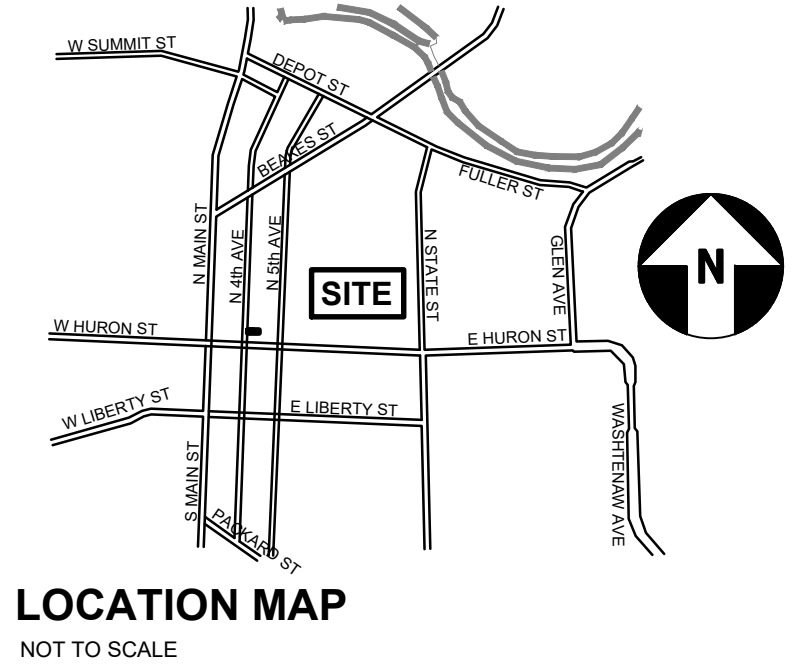 W SUMMIT ST
DEPOT ST
BEAKES ST
FULLER ST
N MAIN ST
N 4th AVE
N 5th AVE
N STATE ST
GLEN AVE
N
SITE
W HURON ST
E HURON ST
W LIBERTY ST
E LIBERTY ST
S MAIN ST
PACKARD ST
WASHTENAW AVE
LOCATION MAP
NOT TO SCALE